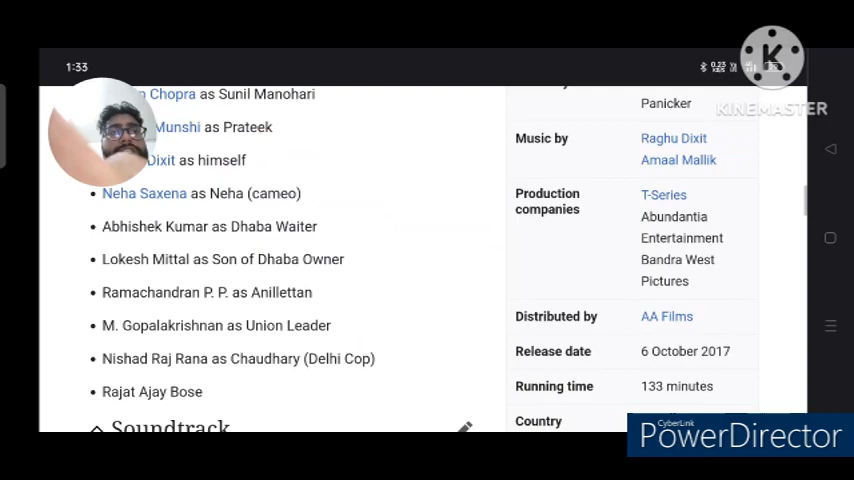 1:33
KINEMASTER
Chopra as Sunil Manohari
Munshi as Prateek
Dixit as himself
Neha Saxena as Neha (cameo)
Abhishek Kumar as Dhaba Waiter
Lokesh Mittal as Son of Dhaba Owner
Ramachandran P. P. as Anillettan
M. Gopalakrishnan as Union Leader
Nishad Raj Rana as Chaudhary (Delhi Cop)
Rajat Ajay Bose
Soundtrack
Panicker
Music by
Raghu Dixit
Amaal Mallik
Production
companies
T-Series
Abundantia
Entertainment
Bandra West
Pictures
Distributed by
AA Films
Release date
6 October 2017
Running time
133 minutes
Country
CyberLink
PowerDirector